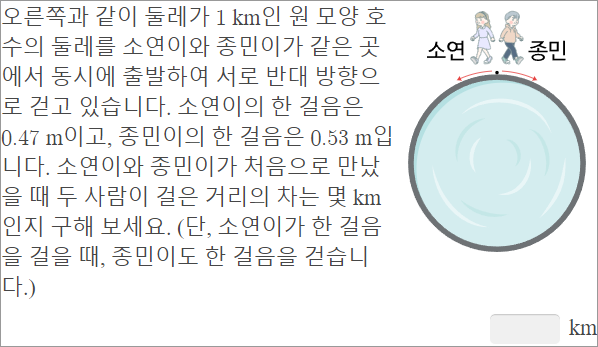 오른쪽과 같이 둘레가 1 km인 원 모양 호
수의 둘레를 소연이와 종민이가 같은 곳
에서 동시에 출발하여 서로 반대 방향으
로 걷고 있습니다. 소연이의 한 걸음은
0.47 m이고, 종민이의 한 걸음은 0.53 m입
니다. 소연이와 종민이가 처음으로 만났
을 때 두 사람이 걸은 거리의 차는 몇 km
인지 구해 보세요. (단, 소연이가 한 걸음
을 걸을 때, 종민이도 한 걸음을 걷습니
다.)
소연 종민
km